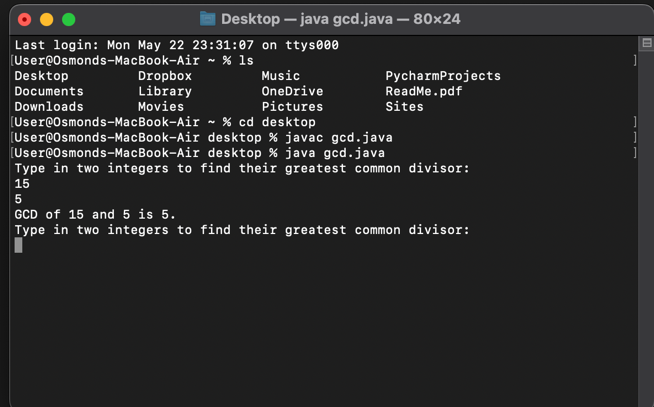 Desktop — java gcd.java — 80×24
Last login: Mon May 22 23:31:07 on ttys000
[User@Osmonds-MacBook-Air ~ % ls ]
Desktop Dropbox Music PycharmProjects
Documents Library OneDrive ReadMe.pdf
Downloads Movies Pictures Sites
[User@Osmonds-MacBook-Air ~ % cd desktop ]
[User@Osmonds-MacBook-Air desktop % javac gcd.java ]
[User@Osmonds-MacBook-Air desktop % java gcd.java ]
Type in two integers to find their greatest common divisor:
15
5
GCD of 15 and 5 is 5.
Type in two integers to find their greatest common divisor: